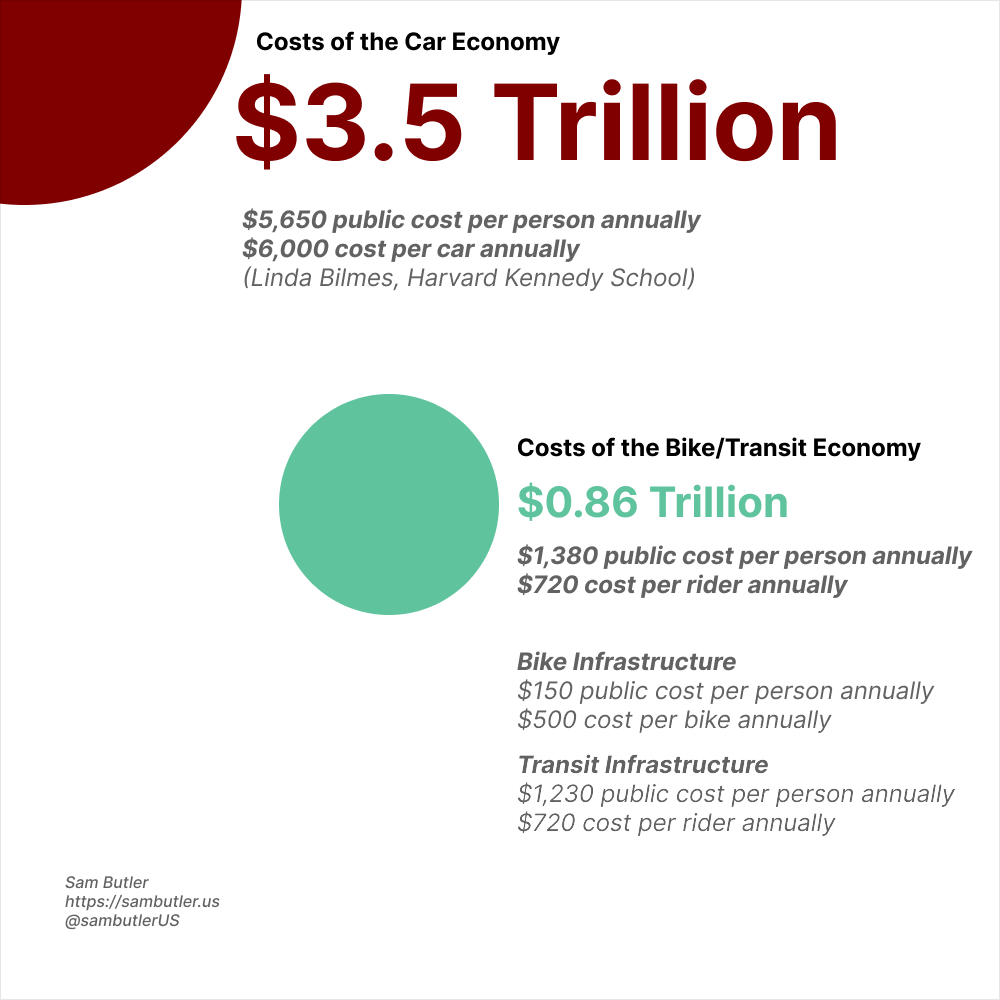 Costs of the Car Economy
$3.5 Trillion
$5,650 public cost per person annually
$6,000 cost per car annually
(Linda Bilmes, Harvard Kennedy School)
Costs of the Bike/Transit Economy
$0.86 Trillion
$1,380 public cost per person annually
$720 cost per rider annually
Bike Infrastructure
$150 public cost per person annually
$500 cost per bike annually
Transit Infrastructure
$1,230 public cost per person annually
$720 cost per rider annually
Sam Butler
https://sambutler.us
@sambutlerUS